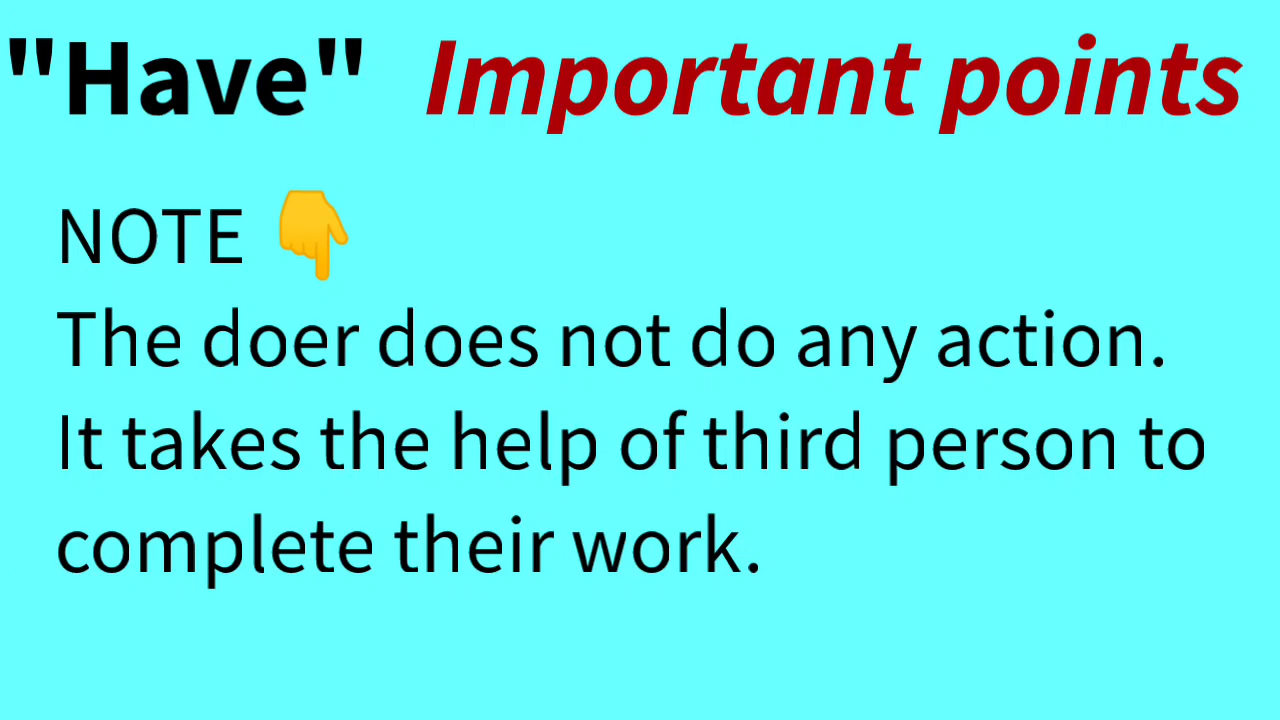 "Have" Important points
NOTE 👇
The doer does not do any action.
It takes the help of third person to
complete their work.